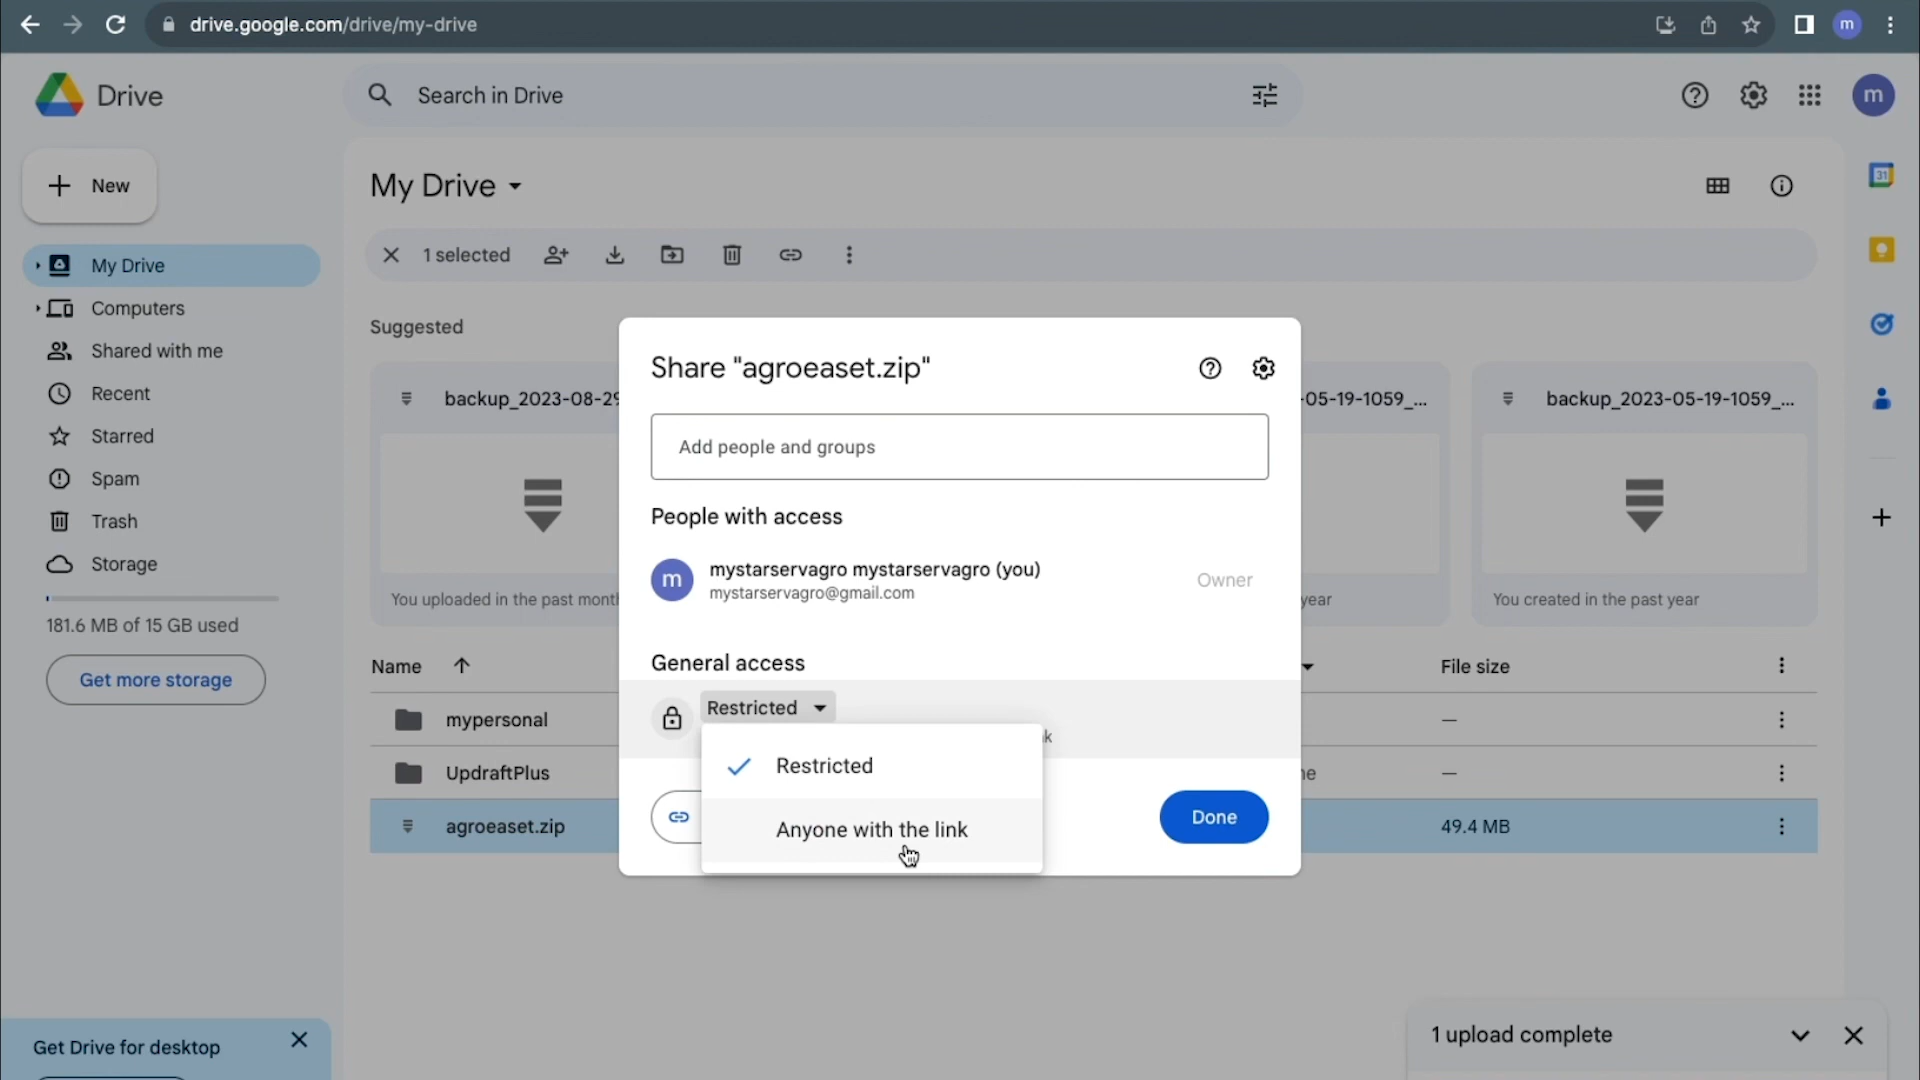 drive.google.com/drive/my-drive
m
Drive
Search in Drive
m
New
My Drive
31
My Drive
1 selected
Computers
Shared with me
Recent
Starred
Spam
Trash
Storage
181.6 MB of 15 GB used
Get more storage
Suggested
backup_2023-08-29
05-19-1059_...
backup_2023-05-19-1059_...
You uploaded in the past month
year
You created in the past year
Name
File size
mypersonal
—
UpdraftPlus
—
agroeaset.zip
49.4 MB
Share "agroeaset.zip"
Add people and groups
People with access
m
mystarservagro mystarservagro (you)
mystarservagro@gmail.com
Owner
General access
Restricted
Restricted
Anyone with the link
Done
Get Drive for desktop
1 upload complete